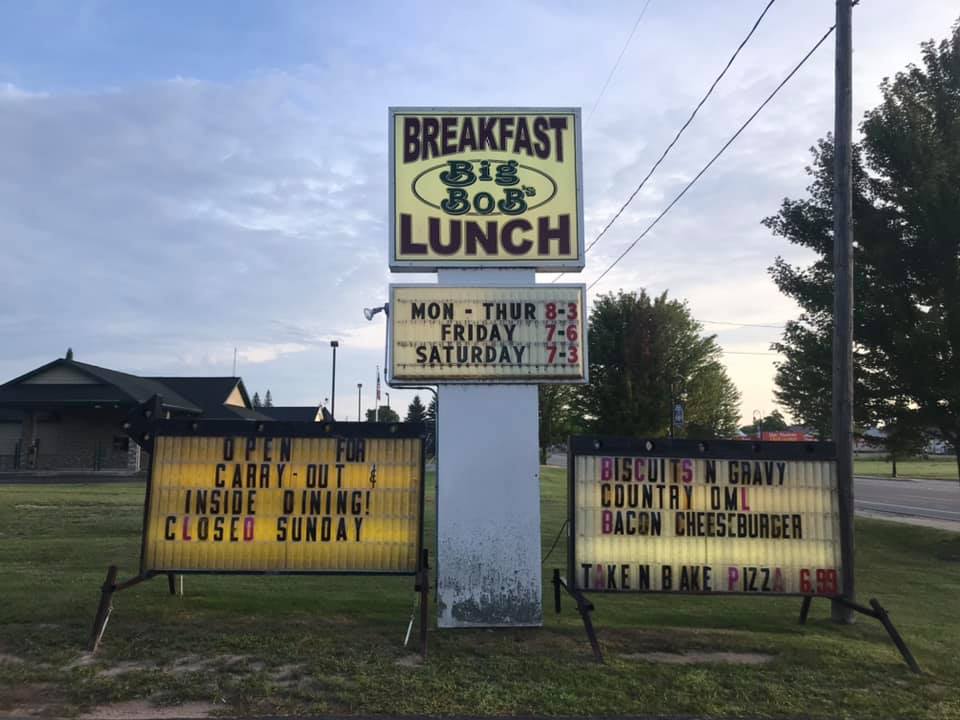 BREAKFAST
Big
BOB's
LUNCH
MON - THUR 8-3
FRIDAY 7-6
SATURDAY 7-3
OPEN FOR
CARRY-OUT &
INSIDE DINING!
CLOSED SUNDAY
BISCUITS N GRAVY
COUNTRY OML
BACON CHEESEBURGER
TAKE N BAKE PIZZA 6.99